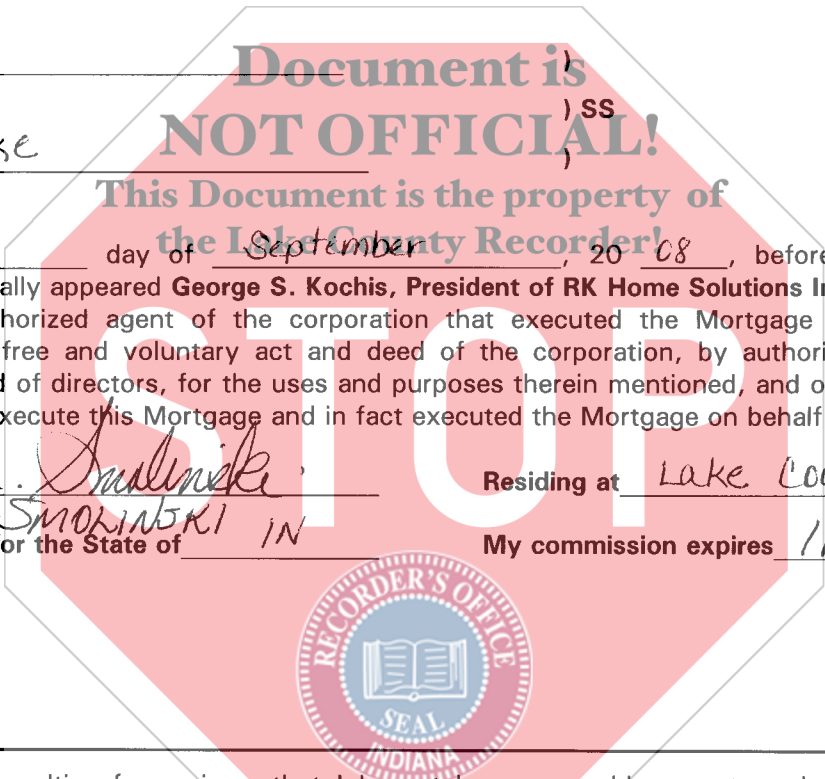 Document is
)
NOT OFFICIAL!
) SS
)
This Document is the property of
the Lake County Recorder!
day of September, 20 08, before
ally appeared George S. Kochis, President of RK Home Solutions In
horized agent of the corporation that executed the Mortgage
free and voluntary act and deed of the corporation, by authori
d of directors, for the uses and purposes therein mentioned, and o
xecute this Mortgage and in fact executed the Mortgage on behalf
STOP
Smolinski
Residing at Lake Cou
SMOLINSKI
or the State of IN
My commission expires
RECORDER'S OFFICE
SEAL
INDIANA